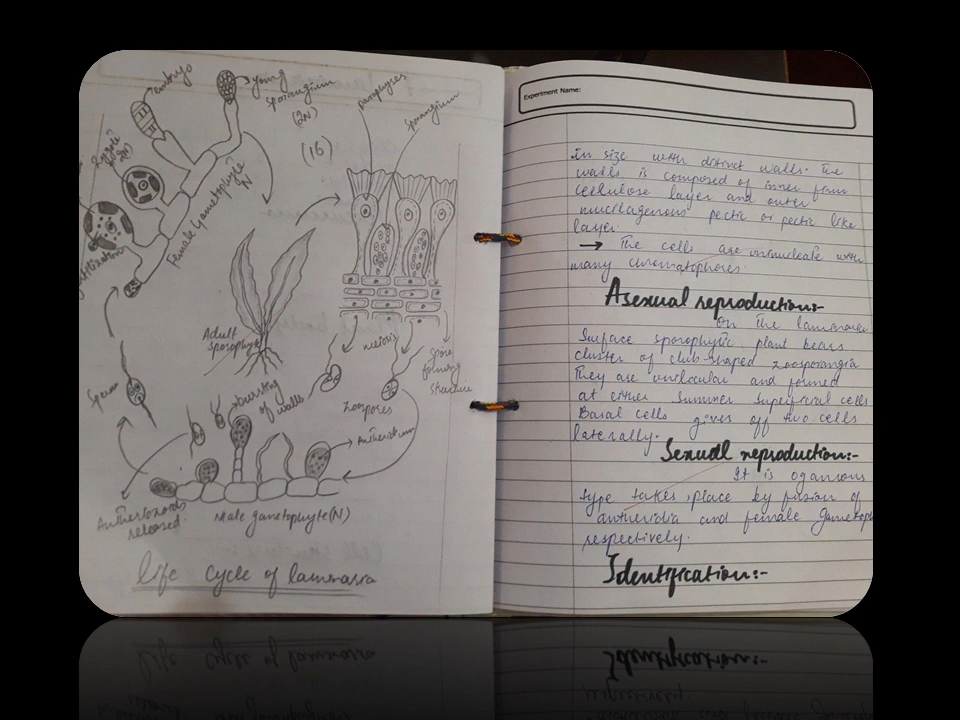 embryo
young
sporangium
(2N)
paraphyses
sporangium
(16)
Zygote
(2N)
Female Gametophyte
N
Adult
Sporophyte
meiosis
Spore
forming
structure
Sperm
bursting
of walls
Zoospores
Antheridium
Antherozoids
released
Male gametophyte (N)
life cycle of laminaria
Experiment Name:
in size with distinct walls. The
walls is composed of inner firm
cellulose layer and outer
mucilagenous pectic or pectic like
layer.
→ The cells are uninucleate with
many chromatophores.
Asexual reproduction:-
On the laminaria
Surface sporophytic plant bears
cluster of club-shaped zoosporangia
They are unilocular and formed
at either Summer Superficial cells
Basal cells gives off two cells
laterally.
Sexual reproduction:-
It is ogamous
type takes place by fusion of
antheridia and female Gametoph
respectively.
Identification:-